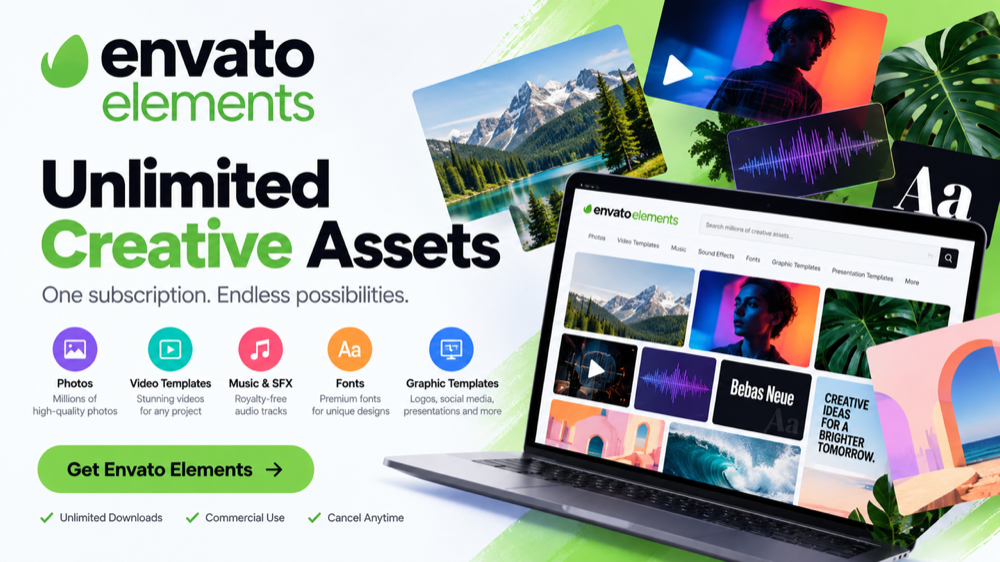 envato
elements
Unlimited
Creative Assets
One subscription. Endless possibilities.
Photos
Millions of
high-quality photos
Video Templates
Stunning videos
for any project
Music & SFX
Royalty-free
audio tracks
Fonts
Premium fonts
for unique designs
Graphic Templates
Logos, social media,
presentations and more
Aa
Get Envato Elements →
Unlimited Downloads
Commercial Use
Cancel Anytime
Aa
envato elements
Search millions of creative assets...
Photos Video Templates Music Sound Effects Fonts Graphic Templates Presentation Templates More
Bebas Neue
Aa
CREATIVE
IDEAS
FOR A
BRIGHTER
TOMORROW.